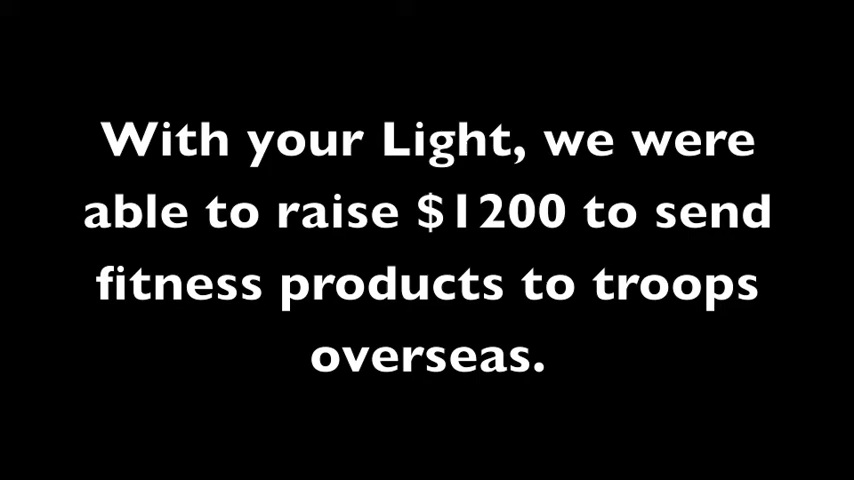 With your Light, we were
able to raise $1200 to send
fitness products to troops
overseas.